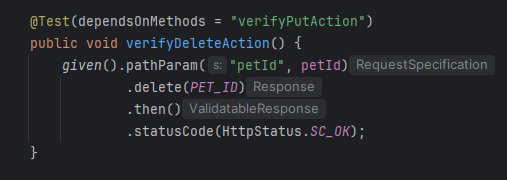 @Test(dependsOnMethods = "verifyPutAction")
public void verifyDeleteAction() {
given().pathParam( s: "petId", petId) RequestSpecification
.delete(PET_ID) Response
.then() ValidatableResponse
.statusCode(HttpStatus.SC_OK);
}